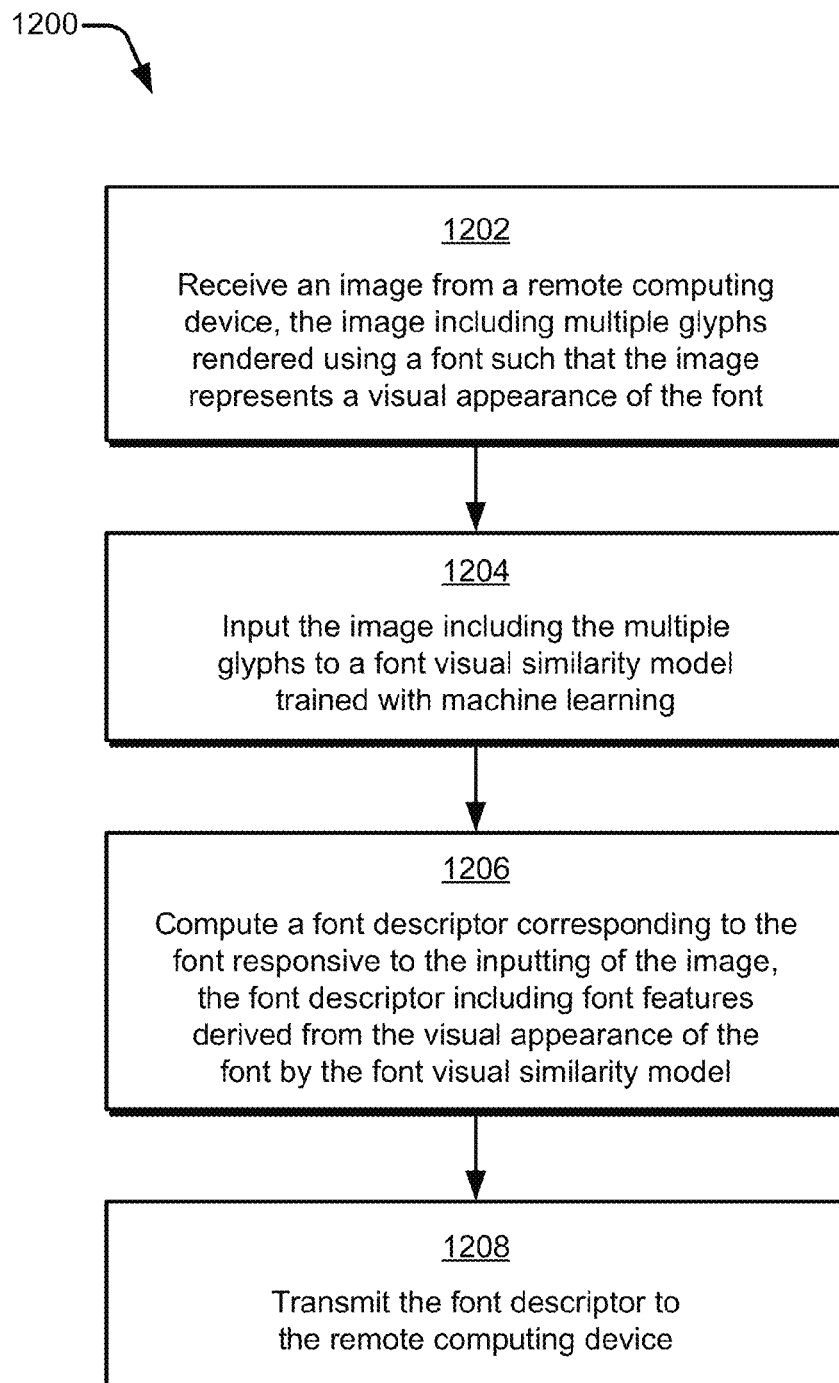 1200
1202
Receive an image from a remote computing
device, the image including multiple glyphs
rendered using a font such that the image
represents a visual appearance of the font
1204
Input the image including the multiple
glyphs to a font visual similarity model
trained with machine learning
1206
Compute a font descriptor corresponding to the
font responsive to the inputting of the image,
the font descriptor including font features
derived from the visual appearance of the
font by the font visual similarity model
1208
Transmit the font descriptor to
the remote computing device